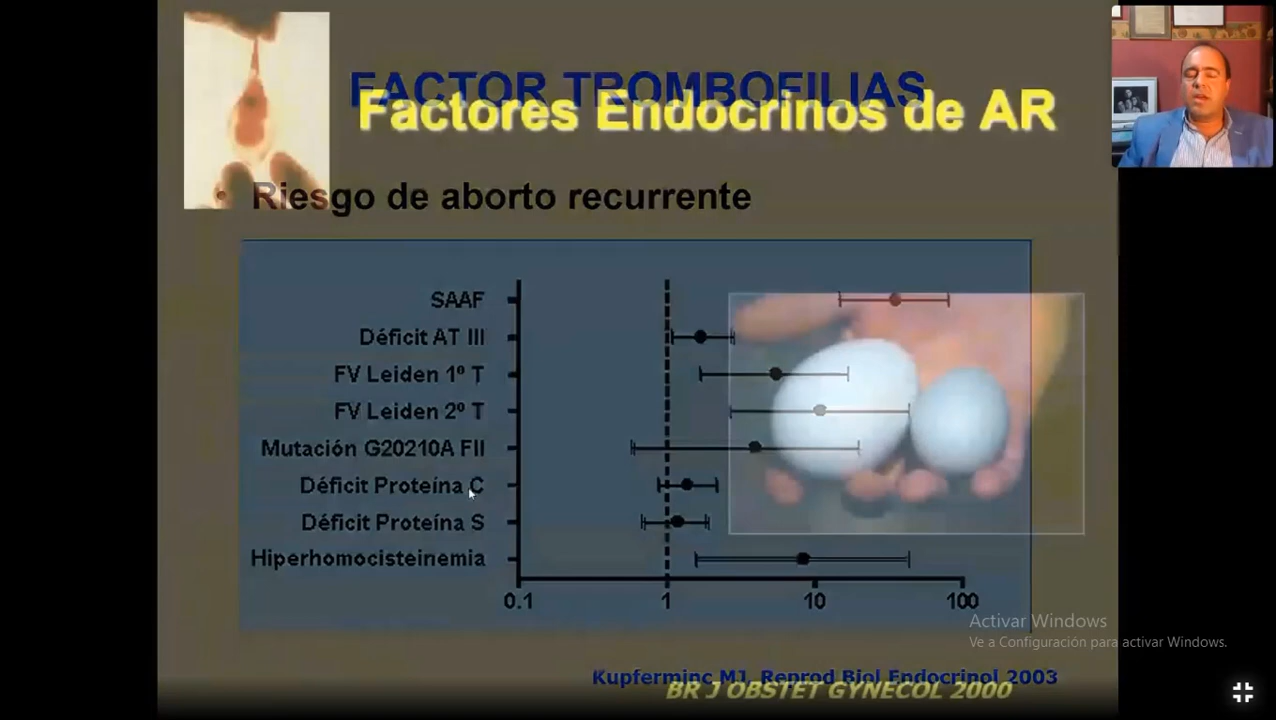 FACTOR TROMBOFILIAS
Factores Endocrinos de AR
• Riesgo de aborto recurrente
SAAF
Déficit AT III
FV Leiden 1º T
FV Leiden 2º T
Mutación G20210A FII
Déficit Proteína C
Déficit Proteína S
Hiperhomocisteinemia
0.1 1 10 100
Activar Windows
Ve a Configuración para activar Windows.
Kupferminc MJ, Reprod Biol Endocrinol 2003
BR J OBSTET GYNECOL 2000